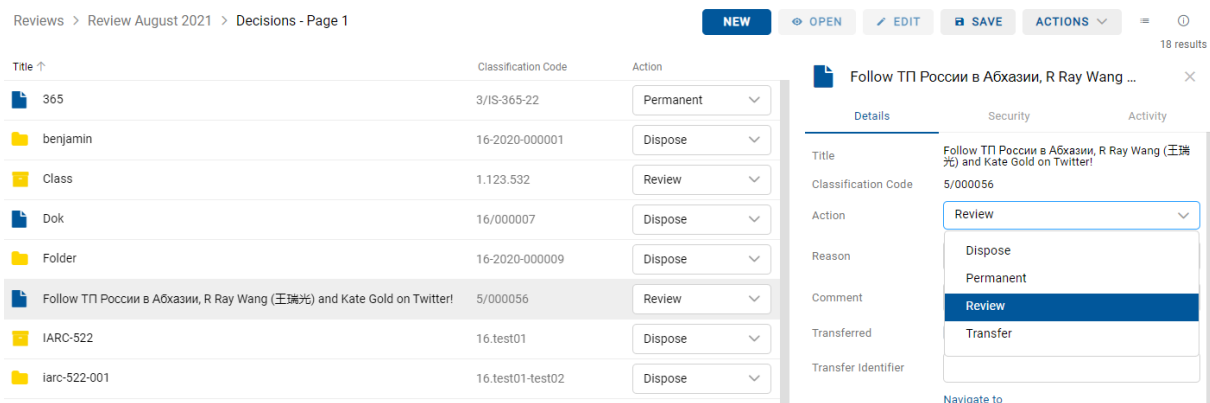 Reviews > Review August 2021 > Decisions - Page 1
NEW
OPEN
EDIT
SAVE
ACTIONS
18 results
Title ↑ Classification Code Action
365 3/IS-365-22 Permanent
benjamin 16-2020-000001 Dispose
Class 1.123.532 Review
Dok 16/000007 Dispose
Folder 16-2020-000009 Dispose
Follow ТП России в Абхазии, R Ray Wang (王瑞光) and Kate Gold on Twitter! 5/000056 Review
IARC-522 16.test01 Dispose
iarc-522-001 16.test01-test02 Dispose
Follow ТП России в Абхазии, R Ray Wang ...
Details Security Activity
Title Follow ТП России в Абхазии, R Ray Wang (王瑞
光) and Kate Gold on Twitter!
Classification Code 5/000056
Action Review
Dispose
Reason
Permanent
Comment
Review
Transferred
Transfer
Transfer Identifier
Navigate to